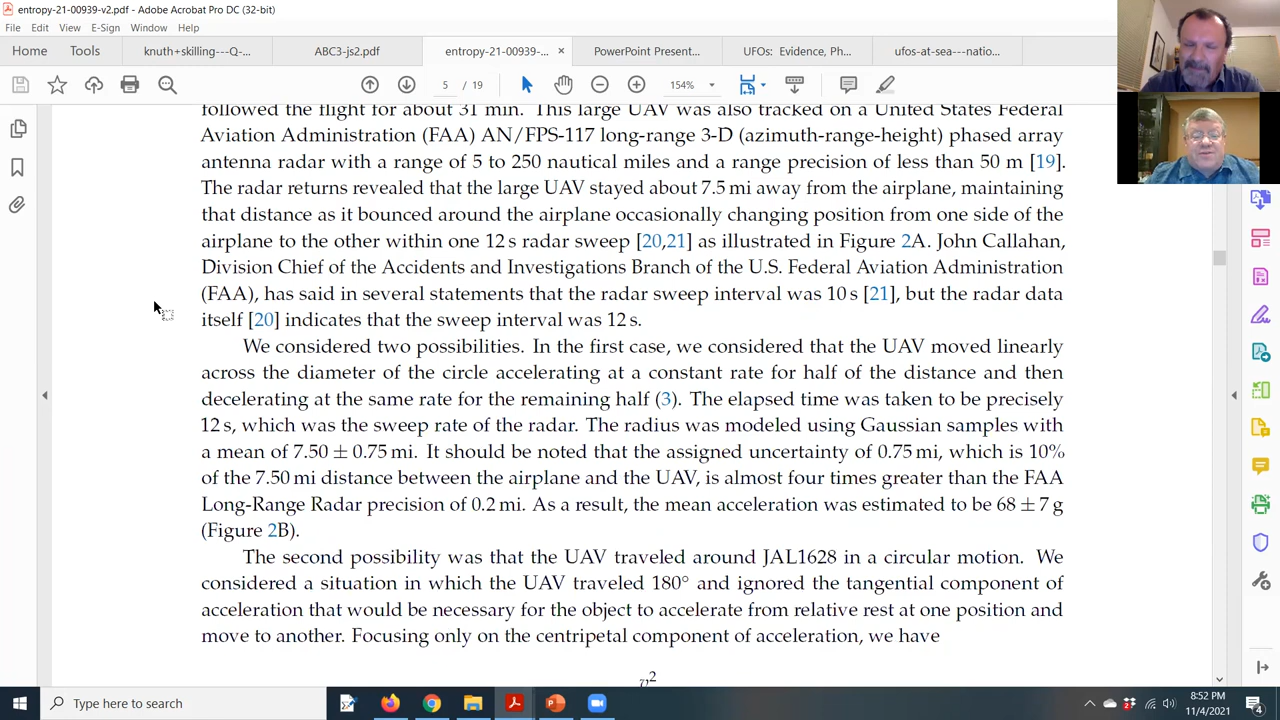 entropy-21-00939-v2.pdf - Adobe Acrobat Pro DC (32-bit)
File Edit View E-Sign Window Help
Home Tools knuth+skilling---Q-... ABC3-js2.pdf entropy-21-00939-... × PowerPoint Present... UFOs: Evidence, Ph... ufos-at-sea---natio...
5 / 19 154%
followed the flight for about 31 min. This large UAV was also tracked on a United States Federal
Aviation Administration (FAA) AN/FPS-117 long-range 3-D (azimuth-range-height) phased array
antenna radar with a range of 5 to 250 nautical miles and a range precision of less than 50 m [19].
The radar returns revealed that the large UAV stayed about 7.5 mi away from the airplane, maintaining
that distance as it bounced around the airplane occasionally changing position from one side of the
airplane to the other within one 12 s radar sweep [20,21] as illustrated in Figure 2A. John Callahan,
Division Chief of the Accidents and Investigations Branch of the U.S. Federal Aviation Administration
(FAA), has said in several statements that the radar sweep interval was 10 s [21], but the radar data
itself [20] indicates that the sweep interval was 12 s.
We considered two possibilities. In the first case, we considered that the UAV moved linearly
across the diameter of the circle accelerating at a constant rate for half of the distance and then
decelerating at the same rate for the remaining half (3). The elapsed time was taken to be precisely
12 s, which was the sweep rate of the radar. The radius was modeled using Gaussian samples with
a mean of 7.50 ± 0.75 mi. It should be noted that the assigned uncertainty of 0.75 mi, which is 10%
of the 7.50 mi distance between the airplane and the UAV, is almost four times greater than the FAA
Long-Range Radar precision of 0.2 mi. As a result, the mean acceleration was estimated to be 68 ± 7 g
(Figure 2B).
The second possibility was that the UAV traveled around JAL1628 in a circular motion. We
considered a situation in which the UAV traveled 180° and ignored the tangential component of
acceleration that would be necessary for the object to accelerate from relative rest at one position and
move to another. Focusing only on the centripetal component of acceleration, we have
v²
Type here to search
8:52 PM
11/4/2021
4